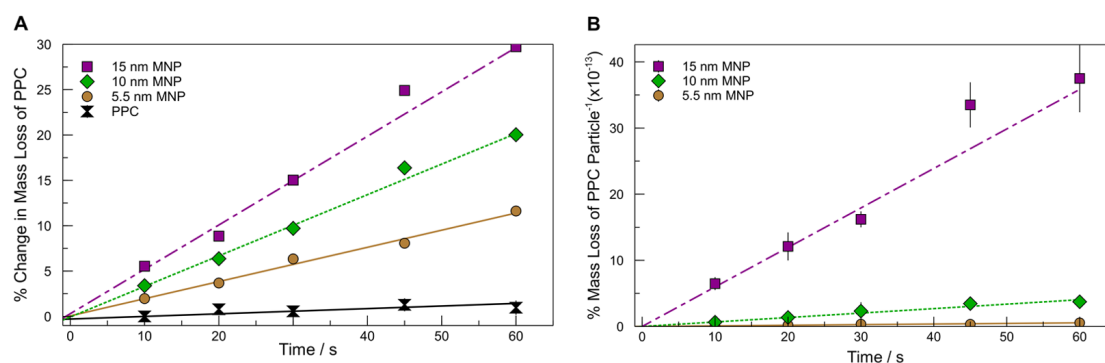 A
% Change in Mass Loss of PPC
30
25
20
15
10
5
0
15 nm MNP
10 nm MNP
5.5 nm MNP
PPC
0 10 20 30 40 50 60
Time / s
B
% Mass Loss of PPC Particle⁻¹(x10⁻¹³)
40
30
20
10
0
15 nm MNP
10 nm MNP
5.5 nm MNP
0 10 20 30 40 50 60
Time / s